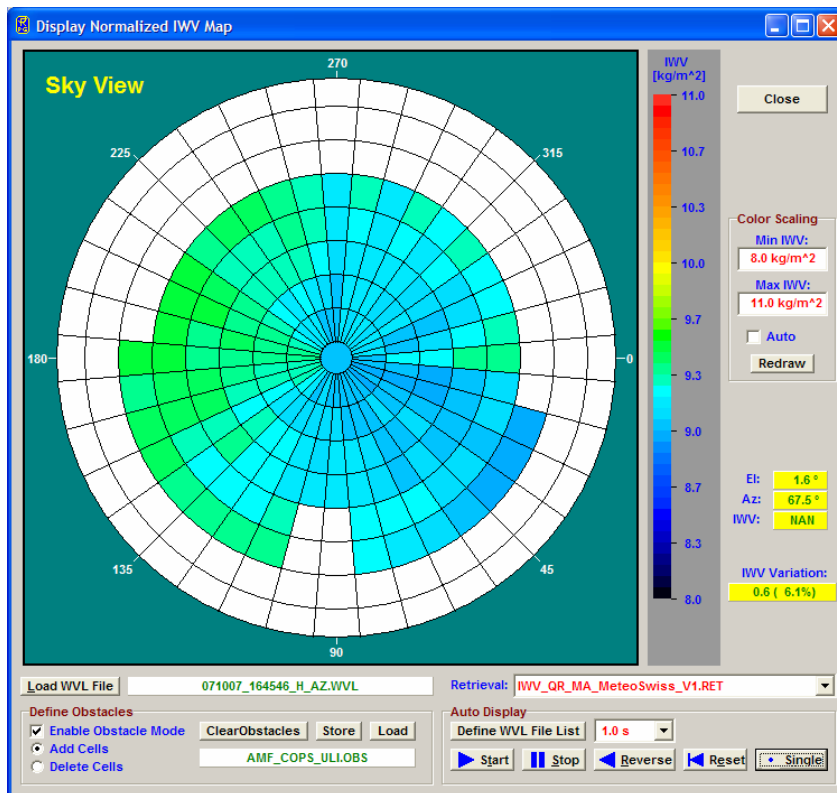 Display Normalized IWV Map
Sky View
270
225
315
180
0
135
45
90
IWV
[kg/m^2]
11.0
10.7
10.3
10.0
9.7
9.3
9.0
8.7
8.3
8.0
Close
Color Scaling
Min IWV:
8.0 kg/m^2
Max IWV:
11.0 kg/m^2
Auto
Redraw
El: 1.6 °
Az: 67.5 °
IWV: NAN
IWV Variation:
0.6 ( 6.1%)
Load WVL File 071007_164546_H_AZ.WVL Retrieval: IWV_QR_MA_MeteoSwiss_V1.RET
Define Obstacles
Enable Obstacle Mode ClearObstacles Store Load
Add Cells
Delete Cells
AMF_COPS_ULI.OBS
Auto Display
Define WVL File List 1.0 s
Start Stop Reverse Reset Single